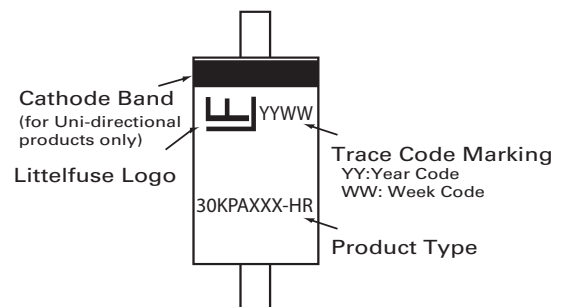 Cathode Band
(for Uni-directional
products only)
Littelfuse Logo
YYWW
Trace Code Marking
YY:Year Code
WW: Week Code
30KPAXXX-HR
Product Type